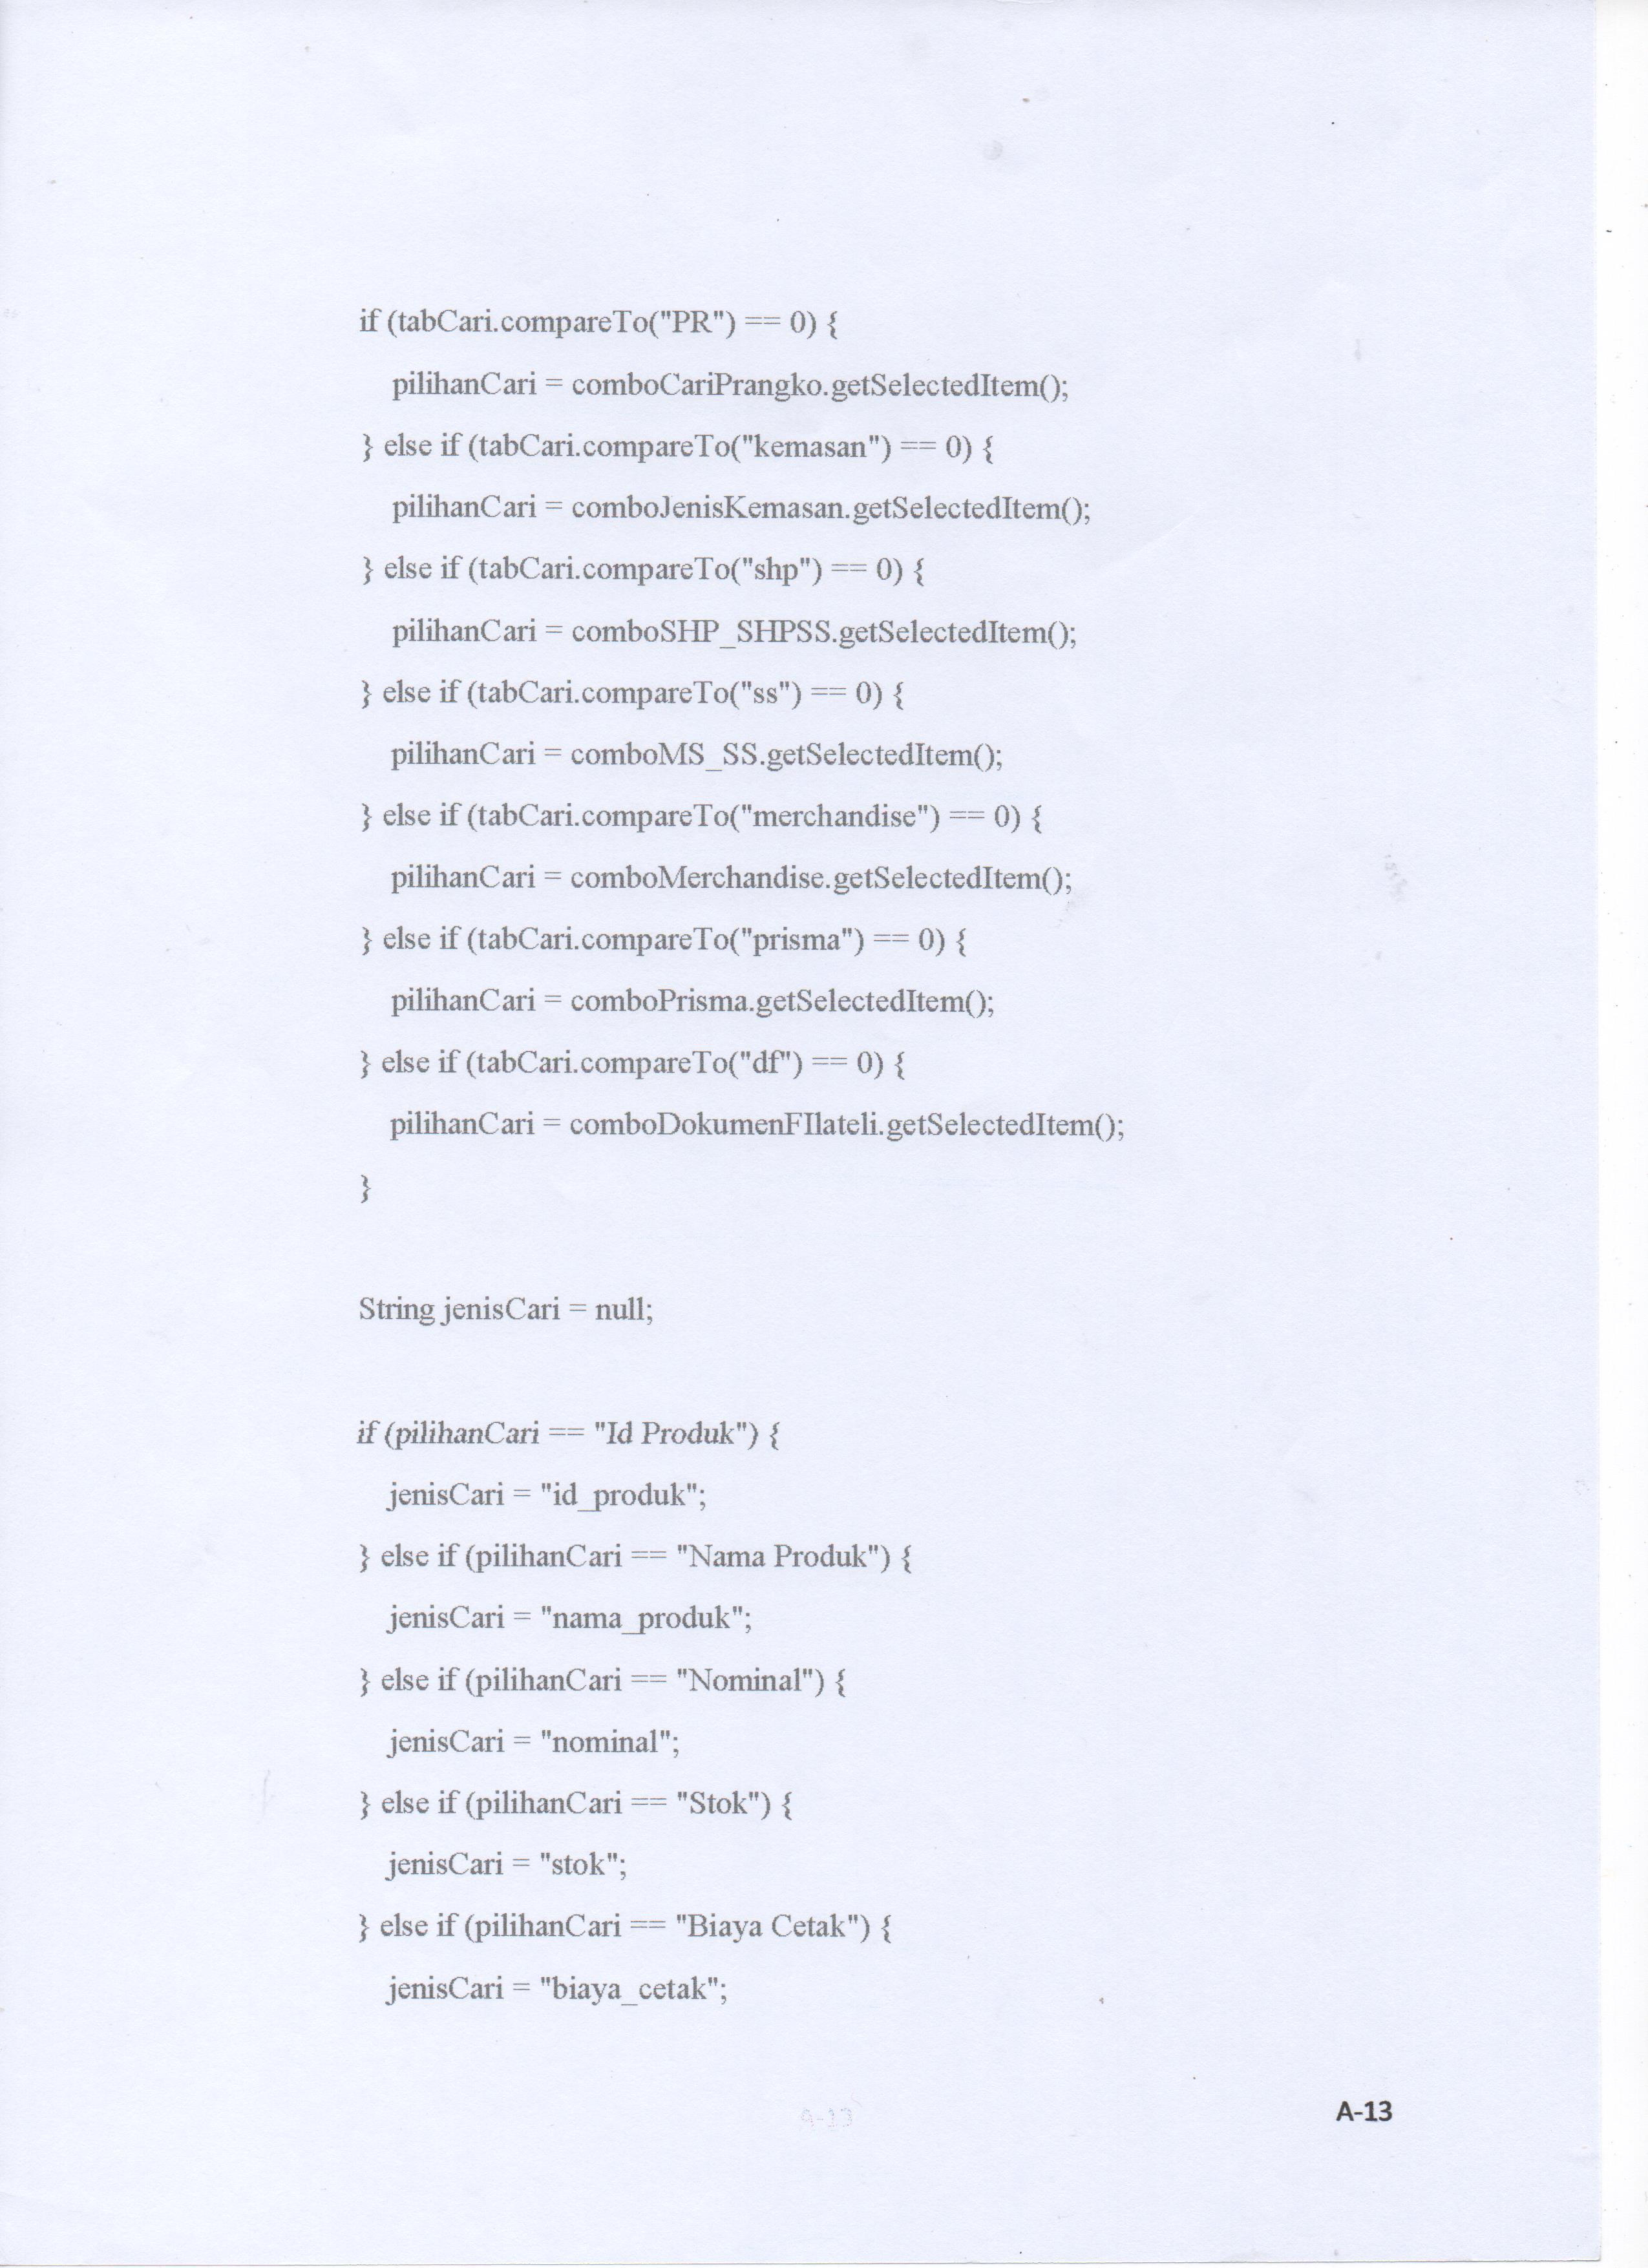 if (tabCari.compareTo("PR") == 0) {
pilihanCari = comboCariPrangko.getSelectedItem();
} else if (tabCari.compareTo("kemasan") == 0) {
pilihanCari = comboJenisKemasan.getSelectedItem();
} else if (tabCari.compareTo("shp") == 0) {
pilihanCari = comboSHP_SHPSS.getSelectedItem();
} else if (tabCari.compareTo("ss") == 0) {
pilihanCari = comboMS_SS.getSelectedItem();
} else if (tabCari.compareTo("merchandise") == 0) {
pilihanCari = comboMerchandise.getSelectedItem();
} else if (tabCari.compareTo("prisma") == 0) {
pilihanCari = comboPrisma.getSelectedItem();
} else if (tabCari.compareTo("df") == 0) {
pilihanCari = comboDokumenFIlateli.getSelectedItem();
}
String jenisCari = null;
if (pilihanCari == "Id Produk") {
jenisCari = "id_produk";
} else if (pilihanCari == "Nama Produk") {
jenisCari = "nama_produk";
} else if (pilihanCari == "Nominal") {
jenisCari = "nominal";
} else if (pilihanCari == "Stok") {
jenisCari = "stok";
} else if (pilihanCari == "Biaya Cetak") {
jenisCari = "biaya_cetak";
A-13
A-13